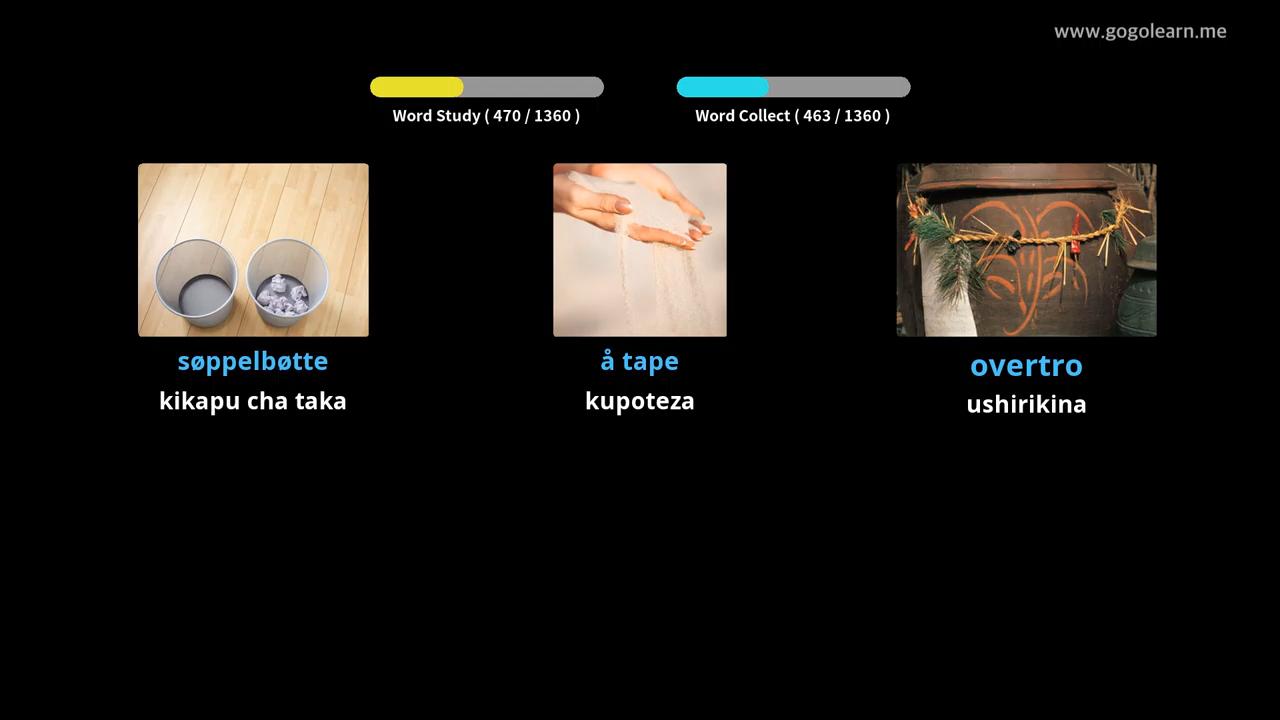 www.gogolearn.me
Word Study ( 470 / 1360 )
Word Collect ( 463 / 1360 )
søppelbøtte
kikapu cha taka
å tape
kupoteza
overtro
ushirikina